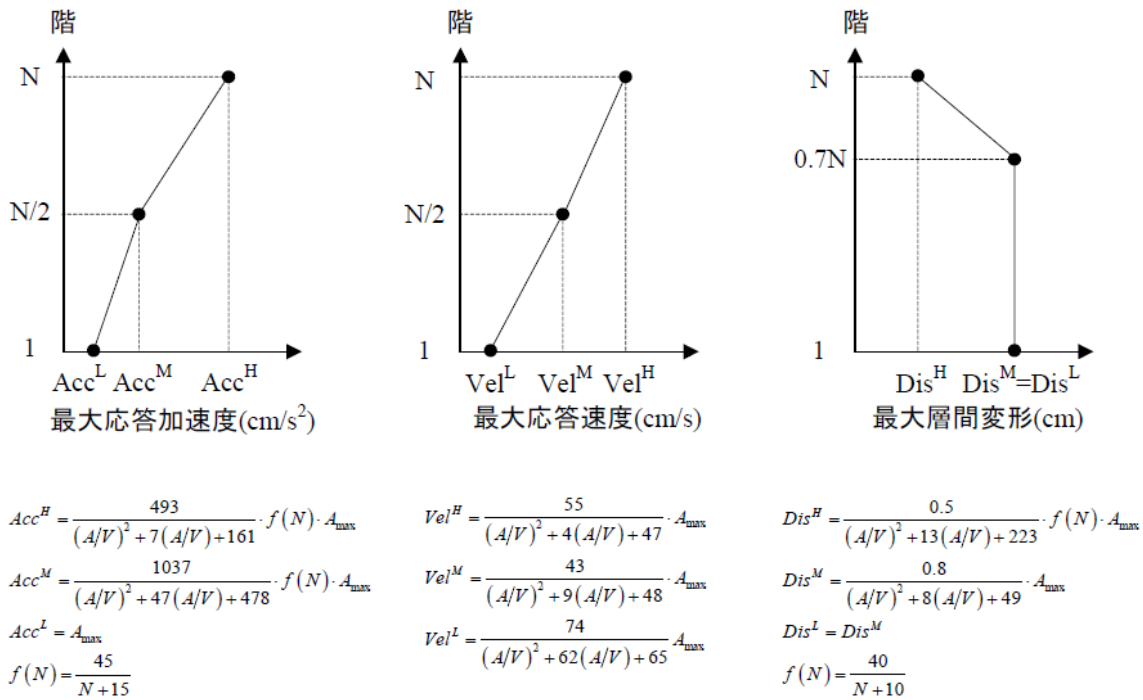 階
N
N/2
1
Acc^L Acc^M Acc^H
最大応答加速度(cm/s²)
階
N
N/2
1
Vel^L Vel^M Vel^H
最大応答速度(cm/s)
階
N
0.7N
1
Dis^H Dis^M=Dis^L
最大層間変形(cm)
Acc^H = 493 / ((A/V)² + 7(A/V) + 161) · f(N) · A_max
Acc^M = 1037 / ((A/V)² + 47(A/V) + 478) · f(N) · A_max
Acc^L = A_max
f(N) = 45 / (N+15)
Vel^H = 55 / ((A/V)² + 4(A/V) + 47) · A_max
Vel^M = 43 / ((A/V)² + 9(A/V) + 48) · A_max
Vel^L = 74 / ((A/V)² + 62(A/V) + 65) A_max
Dis^H = 0.5 / ((A/V)² + 13(A/V) + 223) · f(N) · A_max
Dis^M = 0.8 / ((A/V)² + 8(A/V) + 49) · A_max
Dis^L = Dis^M
f(N) = 40 / (N+10)